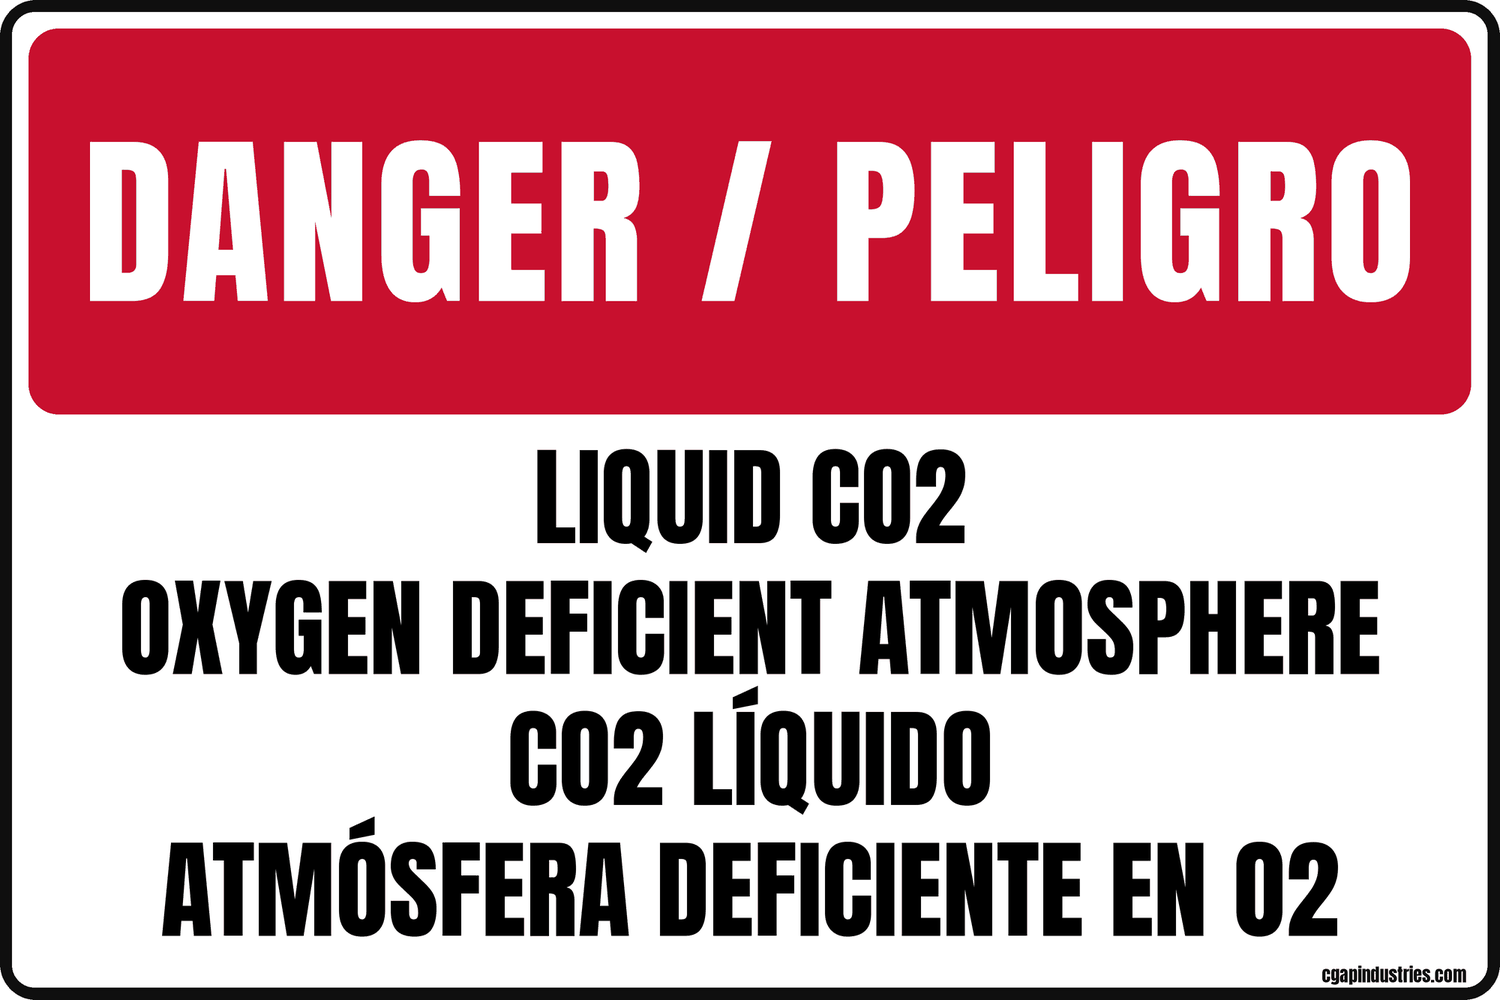 DANGER / PELIGRO
LIQUID CO2
OXYGEN DEFICIENT ATMOSPHERE
CO2 LÍQUIDO
ATMÓSFERA DEFICIENTE EN O2
cgapindustries.com